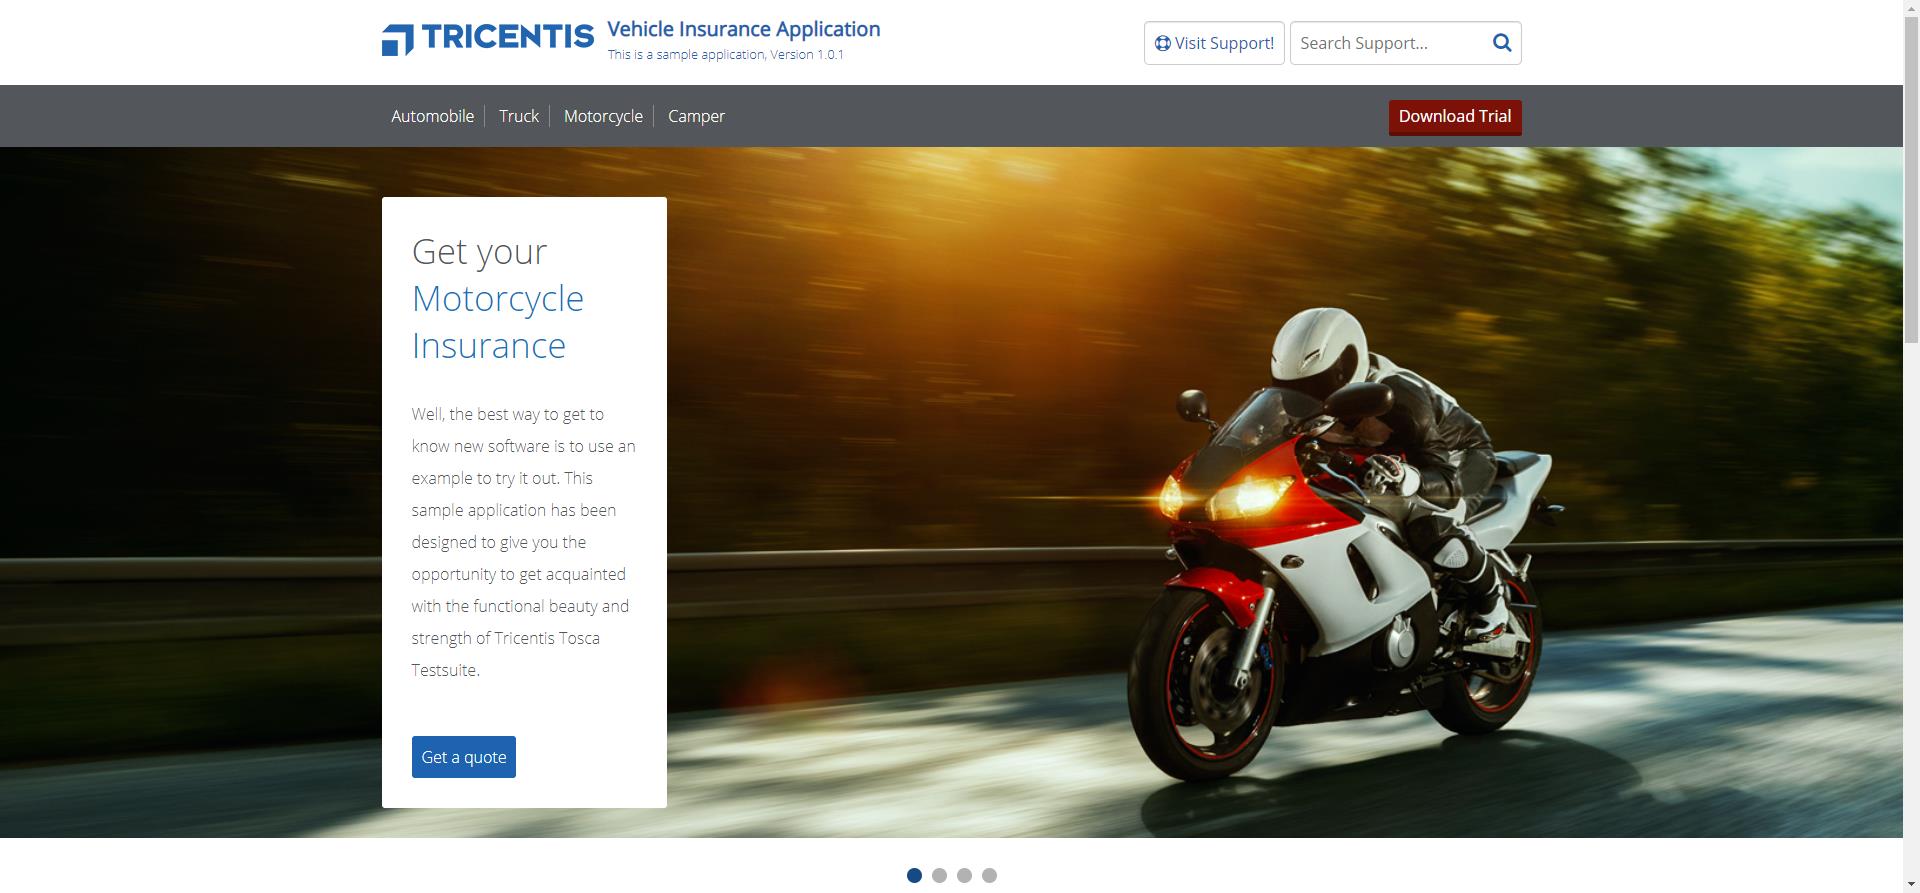 TRICENTIS
Vehicle Insurance Application
This is a sample application, Version 1.0.1
Visit Support!
Search Support...
Automobile
Truck
Motorcycle
Camper
Download Trial
Get your
Motorcycle
Insurance
Well, the best way to get to
know new software is to use an
example to try it out. This
sample application has been
designed to give you the
opportunity to get acquainted
with the functional beauty and
strength of Tricentis Tosca
Testsuite.
Get a quote